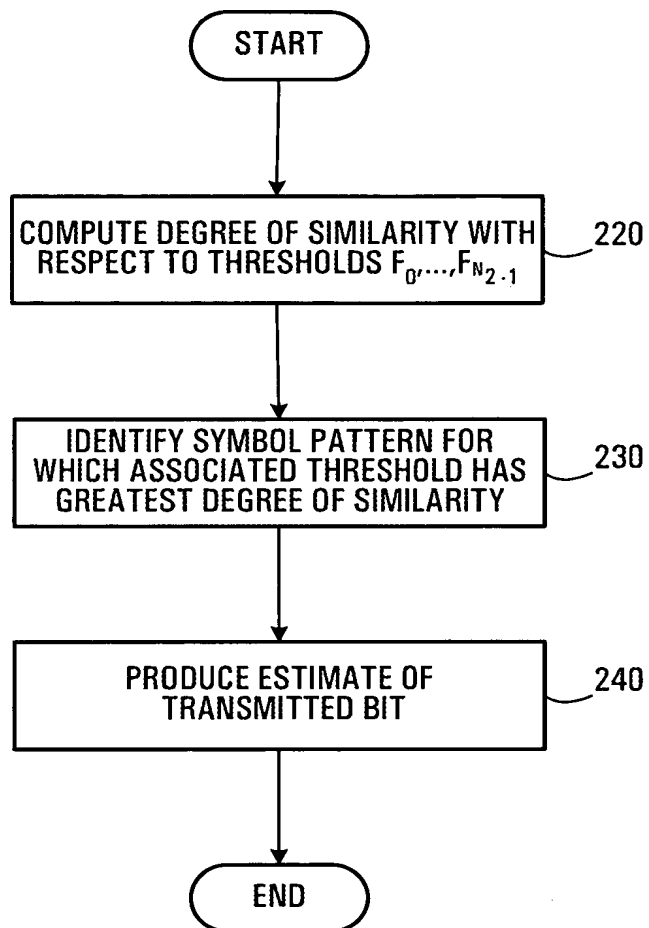 START
COMPUTE DEGREE OF SIMILARITY WITH
RESPECT TO THRESHOLDS F0,...,FN2-1
220
IDENTIFY SYMBOL PATTERN FOR
WHICH ASSOCIATED THRESHOLD HAS
GREATEST DEGREE OF SIMILARITY
230
PRODUCE ESTIMATE OF
TRANSMITTED BIT
240
END